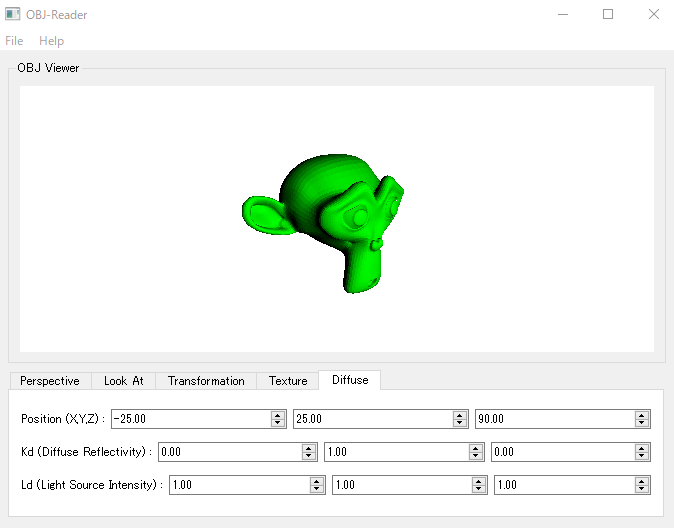 OBJ-Reader
File Help
OBJ Viewer
Perspective Look At Transformation Texture Diffuse
Position (X,Y,Z) : -25.00 25.00 90.00
Kd (Diffuse Reflectivity) : 0.00 1.00 0.00
Ld (Light Source Intensity) : 1.00 1.00 1.00